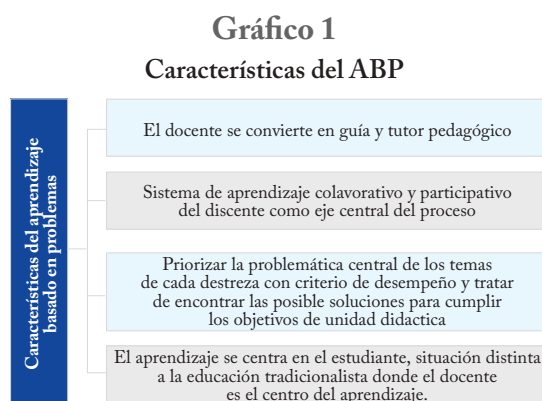 Gráfico 1
Características del ABP
Características del aprendizaje
basado en problemas
El docente se convierte en guía y tutor pedagógico
Sistema de aprendizaje colavorativo y participativo
del discente como eje central del proceso
Priorizar la problemática central de los temas
de cada destreza con criterio de desempeño y tratar
de encontrar las posible soluciones para cumplir
los objetivos de unidad didactica
El aprendizaje se centra en el estudiante, situación distinta
a la educación tradicionalista donde el docente
es el centro del aprendizaje.